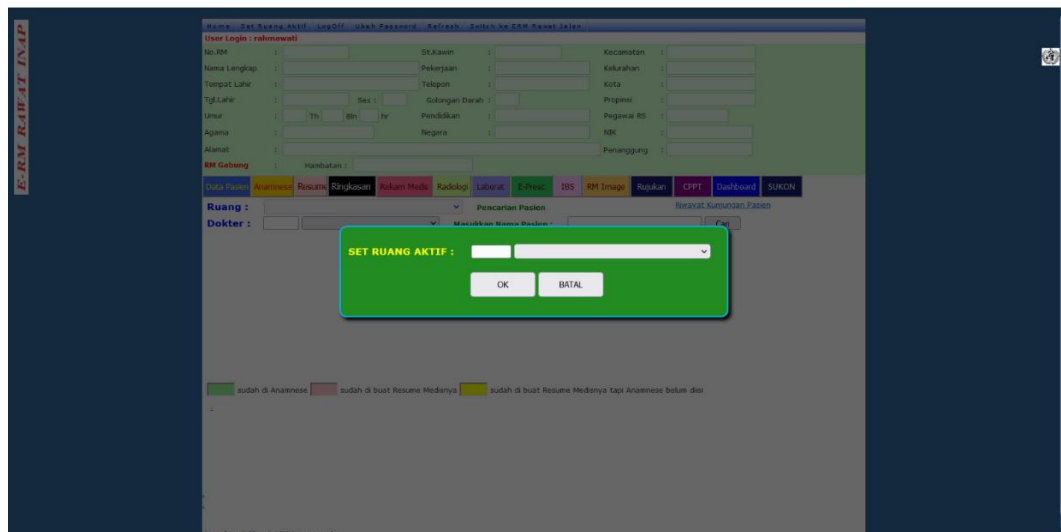 E-RM RAWAT INAP
Home Set Ruang Aktif LogOff Ubah Password Refresh Switch ke ERM Rawat Jalan
User Login : rahmowati
No.RM : St.Kawin : Kecamatan :
Nama Lengkap : Pekerjaan : Kelurahan :
Tempat Lahir : Telepon : Kota :
Tgl.Lahir : Sex : Golongan Darah : Propinsi :
Umur : Th Bln hr Pendidikan : Pegawai RS :
Agama : Negara : NIK :
Alamat : Penanggung :
RM Gabung : Hambatan :
Data Pasien Anamnesa Resume Ringkasan Rekam Medis Radiologi Laborat E-Presc IBS RM Image Rujukan CPPT Dashboard SUKON
Ruang : Pencarian Pasien Riwayat Kunjungan Pasien
Dokter : Masukkan Nama Pasien : Cari
SET RUANG AKTIF :
OK BATAL
sudah di Anamnese sudah di buat Resume Medisnya sudah di buat Resume Medisnya tapi Anamnese belum diisi